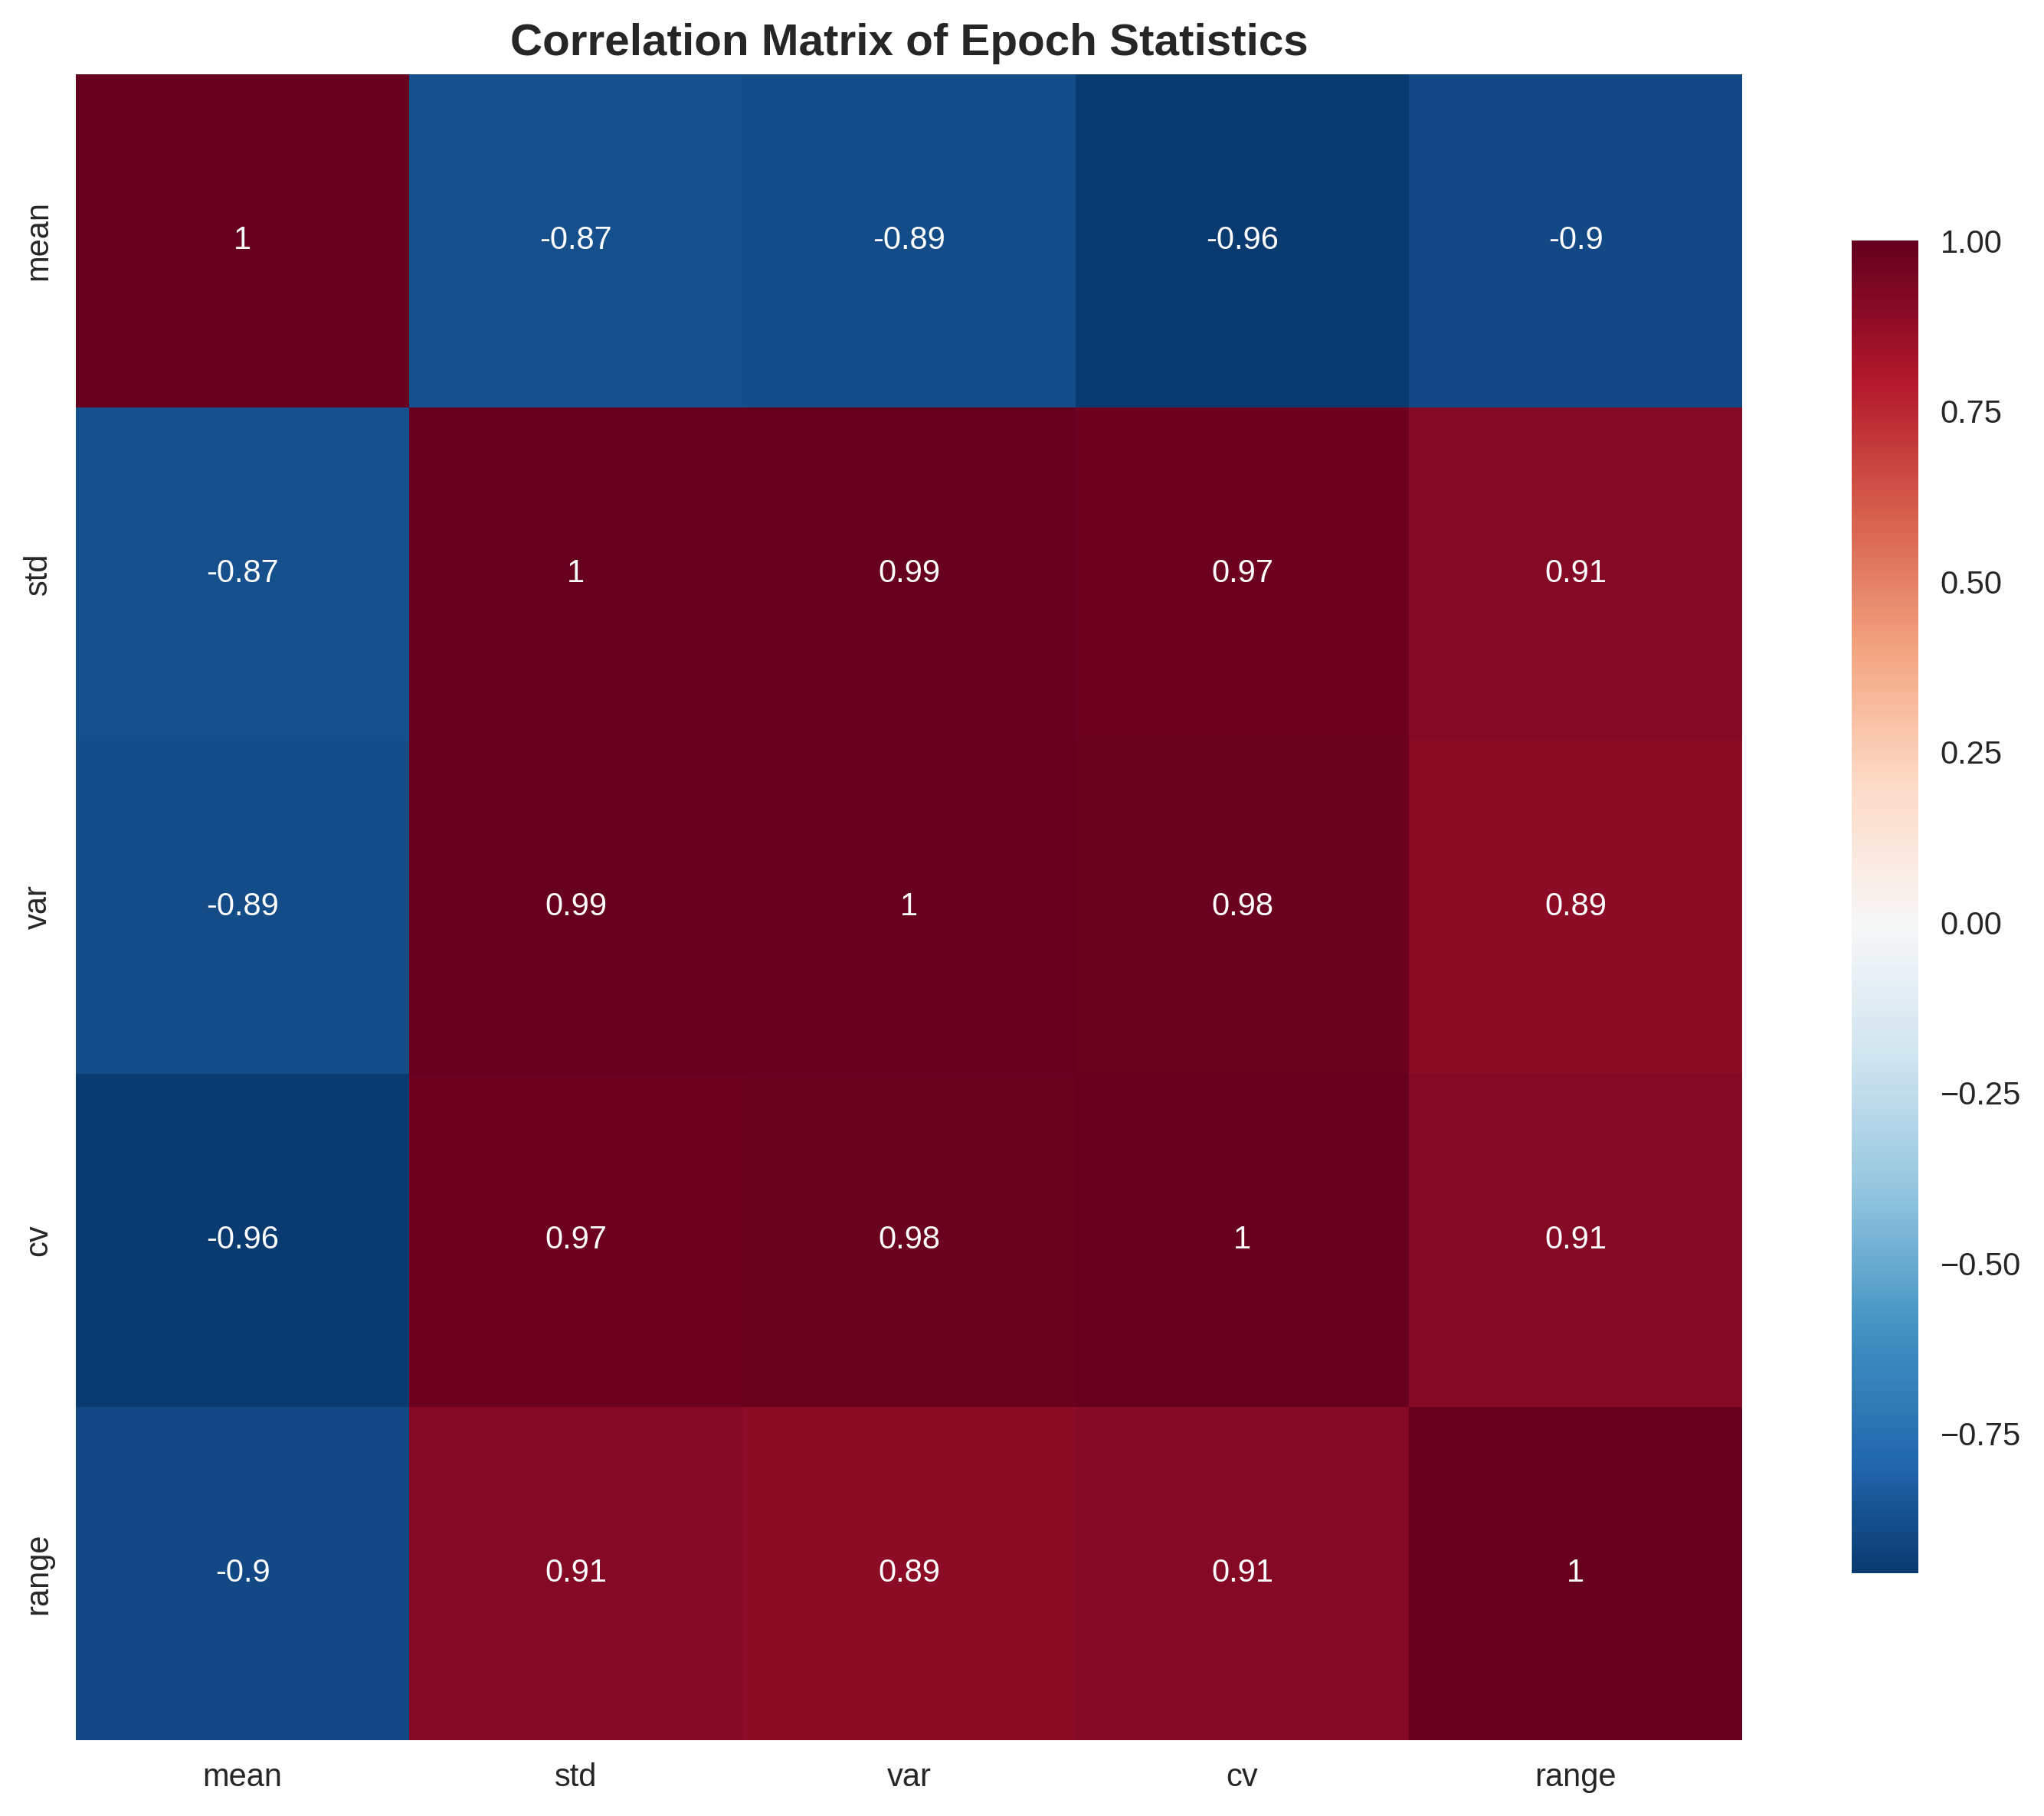 Correlation Matrix of Epoch Statistics
mean 1 -0.87 -0.89 -0.96 -0.9
std -0.87 1 0.99 0.97 0.91
var -0.89 0.99 1 0.98 0.89
cv -0.96 0.97 0.98 1 0.91
range -0.9 0.91 0.89 0.91 1
mean std var cv range
1.00
0.75
0.50
0.25
0.00
−0.25
−0.50
−0.75